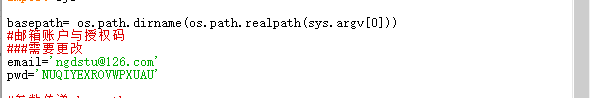 basepath= os.path.dirname(os.path.realpath(sys.argv[0]))
#邮箱账户与授权码
###需要更改
email='ngdstu@126.com'
pwd='NUQIYEXROVWPXUAU'